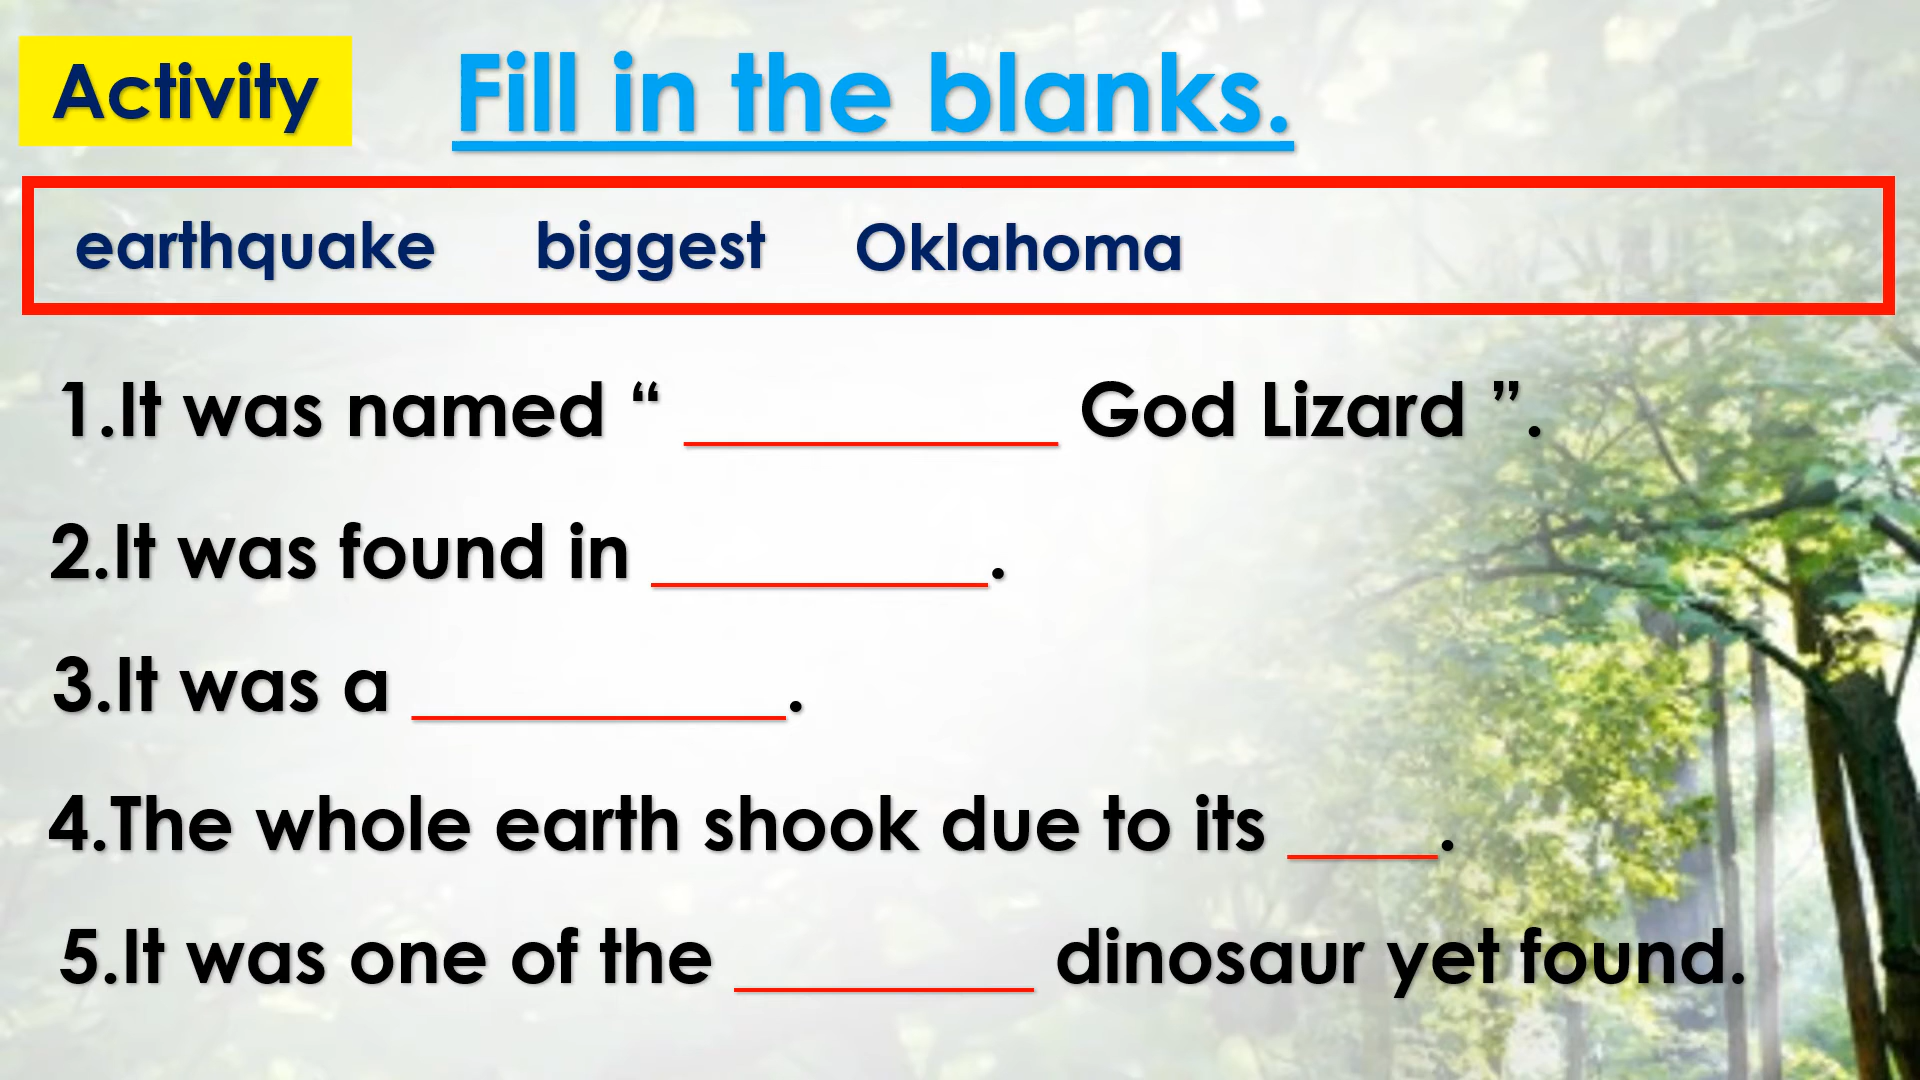 Activity
Fill in the blanks.
earthquake biggest Oklahoma
1.It was named “ __________ God Lizard ”.
2.It was found in _________.
3.It was a __________.
4.The whole earth shook due to its ____.
5.It was one of the ________ dinosaur yet found.